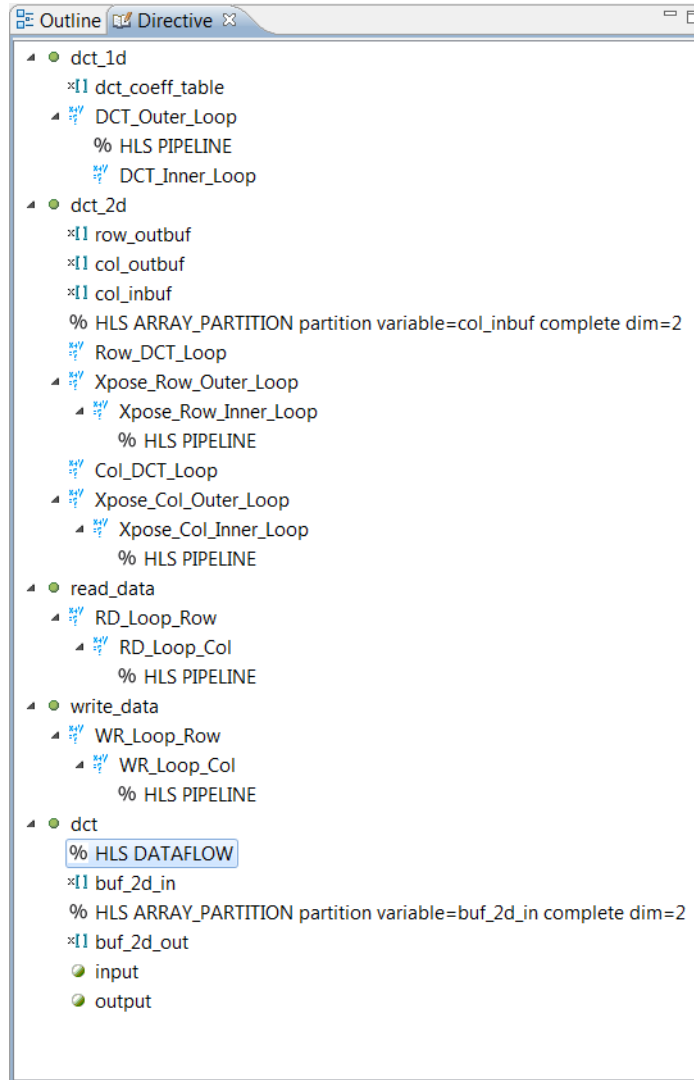 Outline Directive
dct_1d
×[] dct_coeff_table
DCT_Outer_Loop
% HLS PIPELINE
DCT_Inner_Loop
dct_2d
×[] row_outbuf
×[] col_outbuf
×[] col_inbuf
% HLS ARRAY_PARTITION partition variable=col_inbuf complete dim=2
Row_DCT_Loop
Xpose_Row_Outer_Loop
Xpose_Row_Inner_Loop
% HLS PIPELINE
Col_DCT_Loop
Xpose_Col_Outer_Loop
Xpose_Col_Inner_Loop
% HLS PIPELINE
read_data
RD_Loop_Row
RD_Loop_Col
% HLS PIPELINE
write_data
WR_Loop_Row
WR_Loop_Col
% HLS PIPELINE
dct
% HLS DATAFLOW
×[] buf_2d_in
% HLS ARRAY_PARTITION partition variable=buf_2d_in complete dim=2
×[] buf_2d_out
input
output